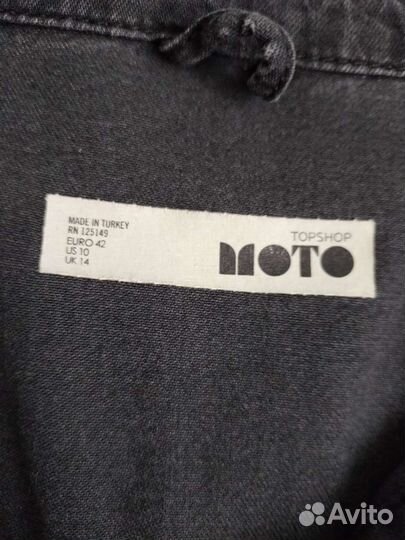 MADE IN TURKEY
RN 125149
EURO 42
US 10
UK 14
TOPSHOP
MOTO
Avito